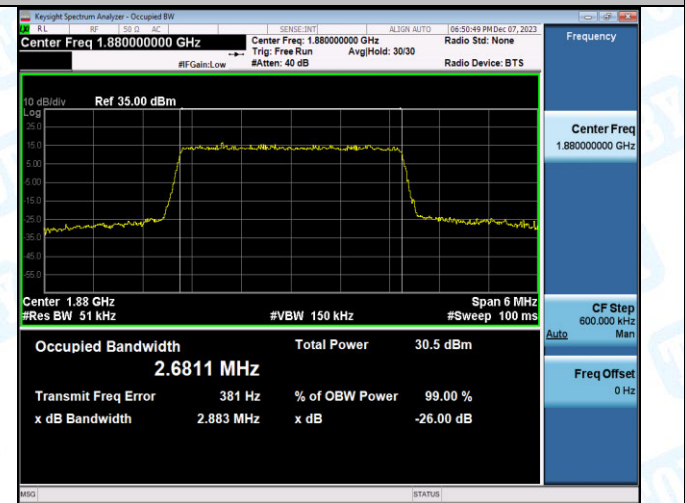 Keysight Spectrum Analyzer - Occupied BW
RL RF 50 Ω AC SENSE:INT ALIGN AUTO 06:50:49 PM Dec 07, 2023
Center Freq 1.880000000 GHz
Center Freq: 1.880000000 GHz
Radio Std: None
Trig: Free Run Avg|Hold: 30/30
#IFGain:Low #Atten: 40 dB Radio Device: BTS
Frequency
10 dB/div Ref 35.00 dBm
Log
25.0
15.0
5.00
-5.00
-15.0
-25.0
-35.0
-45.0
-55.0
Center Freq
1.880000000 GHz
Center 1.88 GHz Span 6 MHz
#Res BW 51 kHz #VBW 150 kHz #Sweep 100 ms
CF Step
600.000 kHz
Auto Man
Occupied Bandwidth Total Power 30.5 dBm
2.6811 MHz
Transmit Freq Error 381 Hz % of OBW Power 99.00 %
x dB Bandwidth 2.883 MHz x dB -26.00 dB
Freq Offset
0 Hz
MSG STATUS